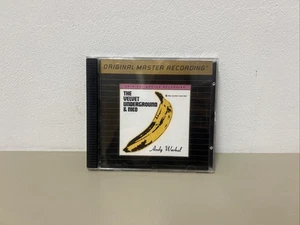 ORIGINAL MASTER RECORDING
THE
VELVET
UNDERGROUND
& NICO
Andy Warhol